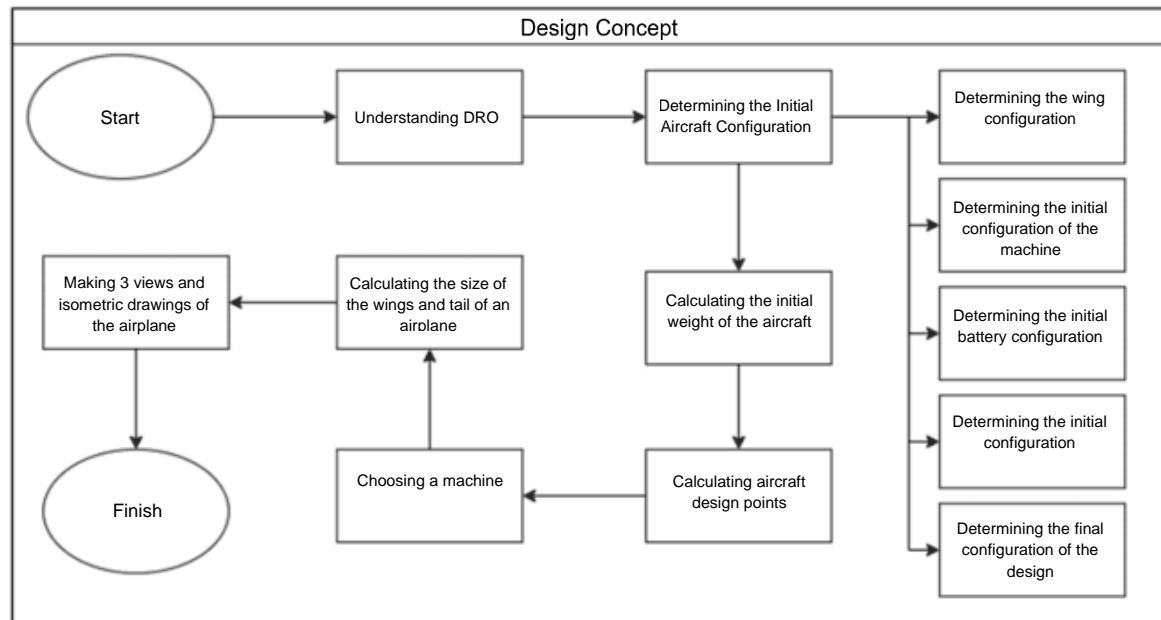 Design Concept
Start
Understanding DRO
Determining the Initial
Aircraft Configuration
Determining the wing
configuration
Determining the initial
configuration of the
machine
Determining the initial
battery configuration
Determining the initial
configuration
Determining the final
configuration of the
design
Calculating the initial
weight of the aircraft
Calculating aircraft
design points
Choosing a machine
Calculating the size of
the wings and tail of an
airplane
Making 3 views and
isometric drawings of
the airplane
Finish